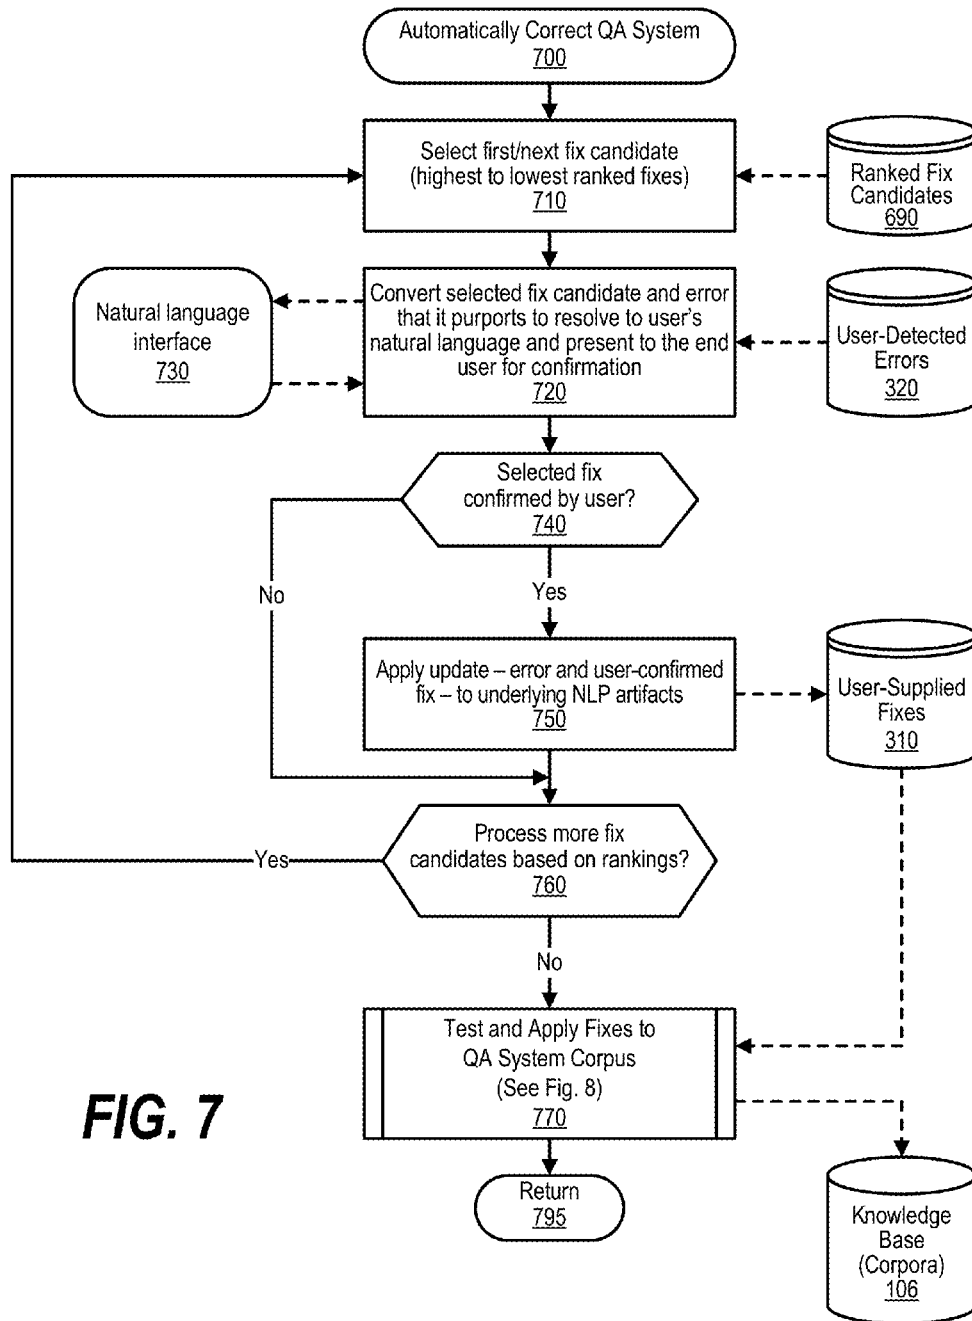 Automatically Correct QA System
700
Select first/next fix candidate
(highest to lowest ranked fixes)
710
Ranked Fix
Candidates
690
Natural language
interface
730
Convert selected fix candidate and error
that it purports to resolve to user's
natural language and present to the end
user for confirmation
720
User-Detected
Errors
320
Selected fix
confirmed by user?
740
No
Yes
Apply update – error and user-confirmed
fix – to underlying NLP artifacts
750
User-Supplied
Fixes
310
Process more fix
candidates based on rankings?
760
Yes
No
Test and Apply Fixes to
QA System Corpus
(See Fig. 8)
770
FIG. 7
Return
795
Knowledge
Base
(Corpora)
106